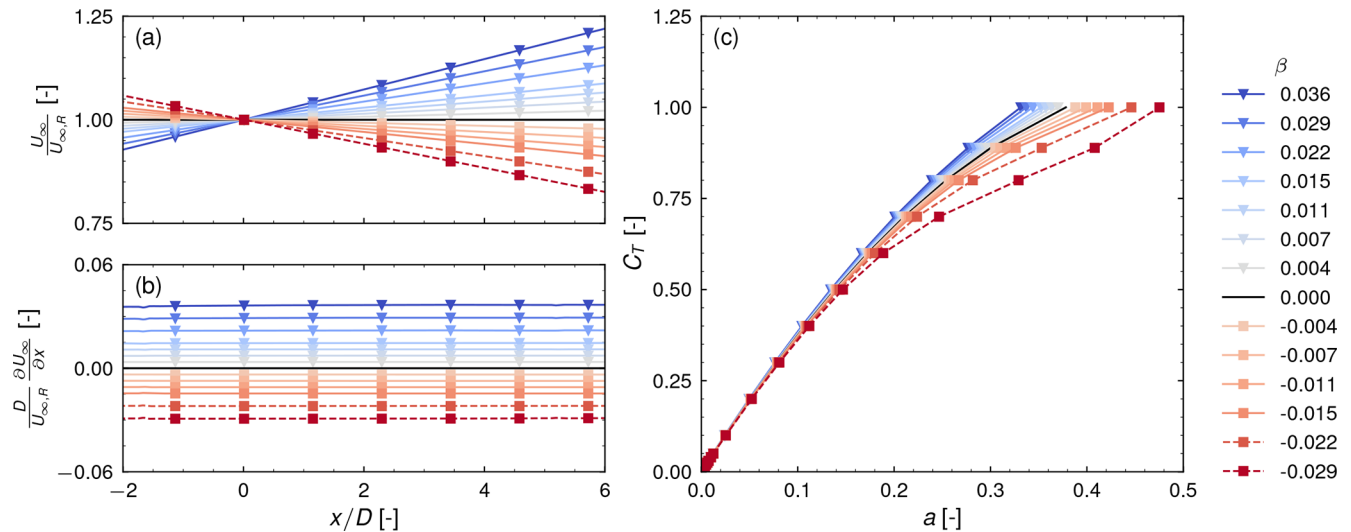 (a)
U∞ / U∞,R [-]
1.25
1.00
0.75
(b)
D / U∞,R ∂U∞ / ∂x [-]
0.06
0.00
−0.06
−2 0 2 4 6
x/D [-]
(c)
C_T [-]
1.25
1.00
0.75
0.50
0.25
0.00
0.0 0.1 0.2 0.3 0.4 0.5
a [-]
β
0.036
0.029
0.022
0.015
0.011
0.007
0.004
0.000
-0.004
-0.007
-0.011
-0.015
-0.022
-0.029